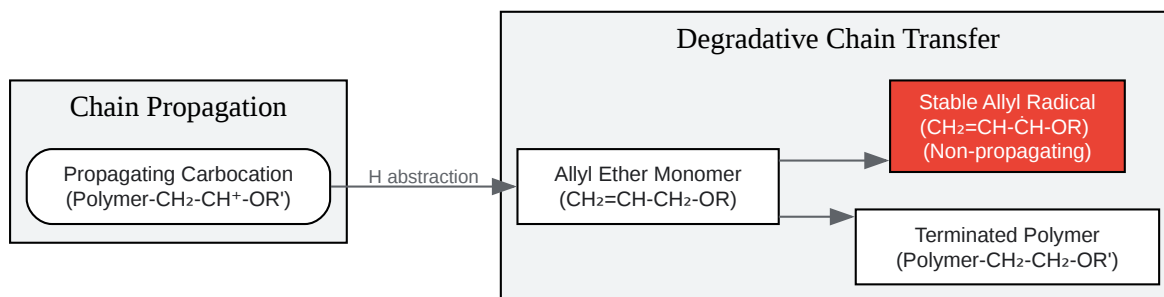 Degradative Chain Transfer
Chain Propagation
Propagating Carbocation
(Polymer-CH₂-CH⁺-OR')
H abstraction
Allyl Ether Monomer
(CH₂=CH-CH₂-OR)
Stable Allyl Radical
(CH₂=CH-ĊH-OR)
(Non-propagating)
Terminated Polymer
(Polymer-CH₂-CH₂-OR')